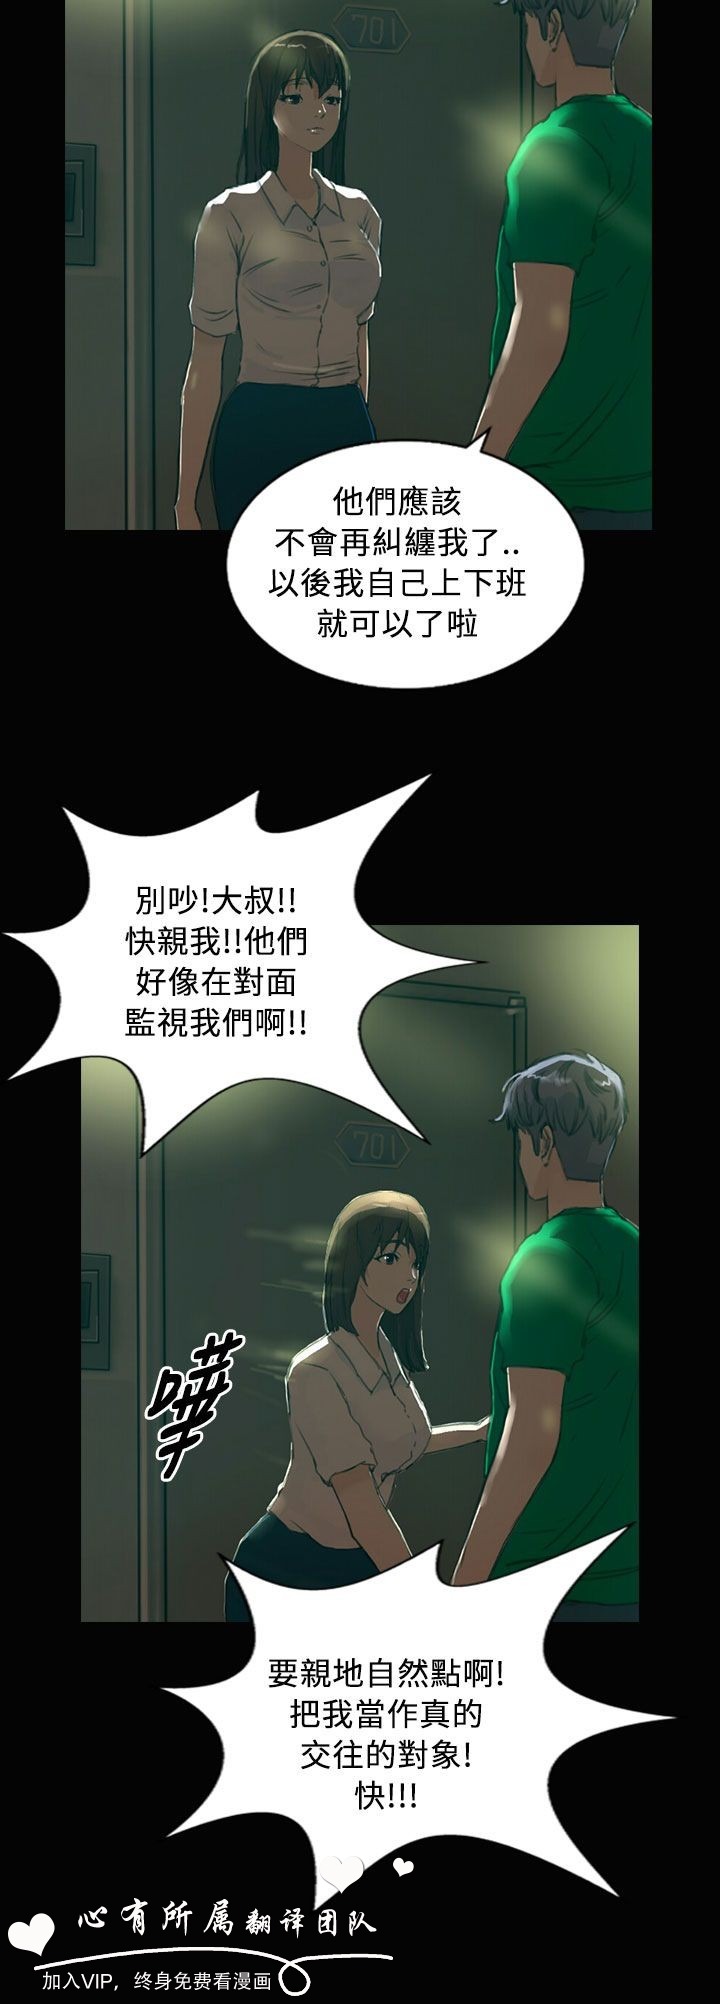 701
他們應該
不會再糾纏我了..
以後我自己上下班
就可以了啦
別吵!大叔!!
快親我!!他們
好像在對面
監視我們啊!!
701
嘩
要親地自然點啊!
把我當作真的
交往的對象!
快!!!
心有所属翻译团队
加入VIP，终身免费看漫画